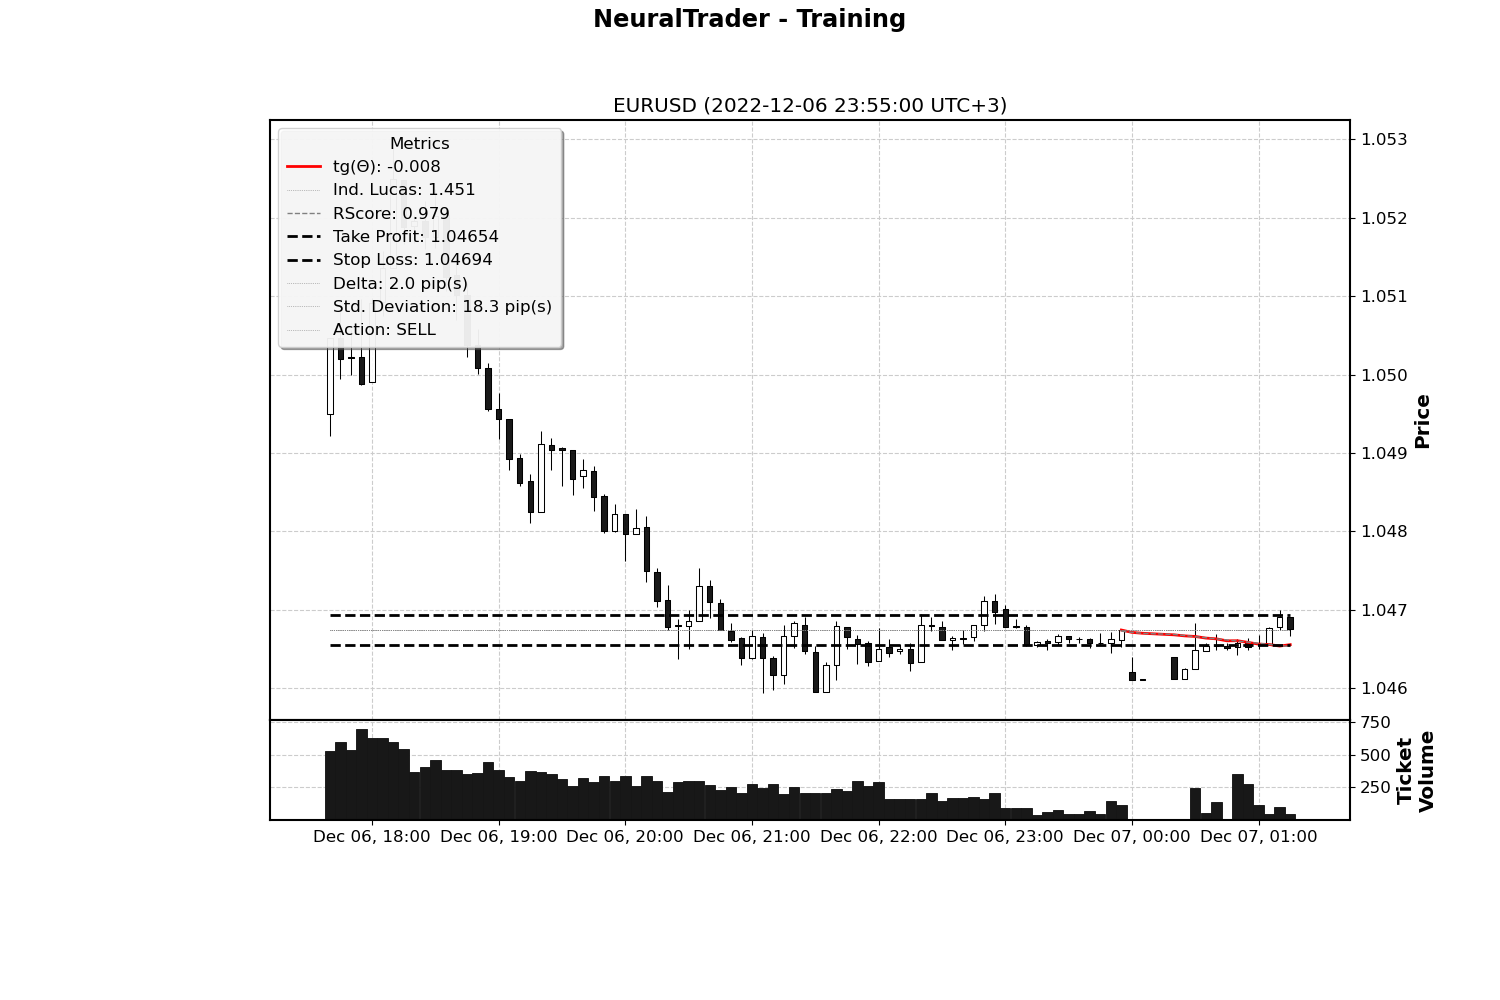 NeuralTrader - Training
EURUSD (2022-12-06 23:55:00 UTC+3)
Metrics
tg(Θ): -0.008
Ind. Lucas: 1.451
RScore: 0.979
Take Profit: 1.04654
Stop Loss: 1.04694
Delta: 2.0 pip(s)
Std. Deviation: 18.3 pip(s)
Action: SELL
1.053
1.052
1.051
1.050
1.049
1.048
1.047
1.046
Price
750
500
250
Ticket
Volume
Dec 06, 18:00 Dec 06, 19:00 Dec 06, 20:00 Dec 06, 21:00 Dec 06, 22:00 Dec 06, 23:00 Dec 07, 00:00 Dec 07, 01:00